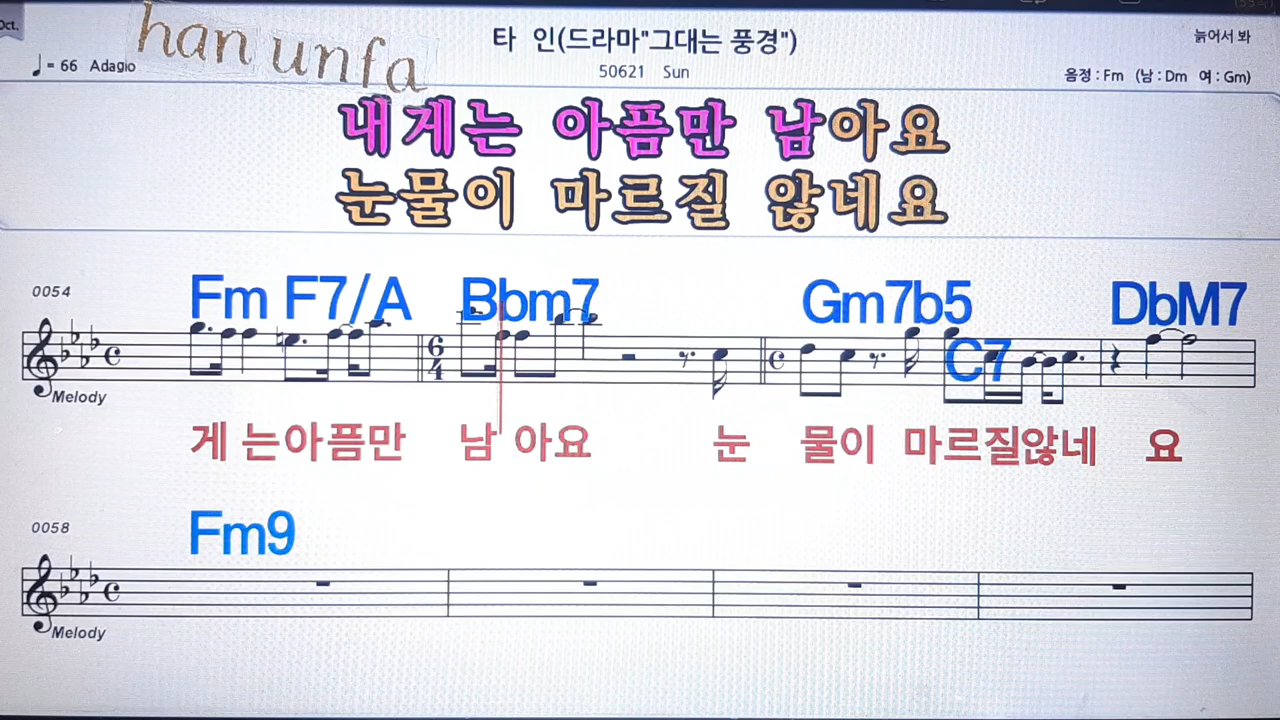 Oct.
han unfa
타 인(드라마"그대는 풍경")
늙어서 봐
♩= 66 Adagio
50621 Sun
음정 : Fm (남 : Dm 여 : Gm)
내게는 아픔만 남아요
눈물이 마르질 않네요
0054
Fm F7/A Bbm7 Gm7b5 C7 DbM7
6
4
Melody
게 는아픔만 남 아요 눈 물이 마르질않네 요
0058
Fm9
Melody